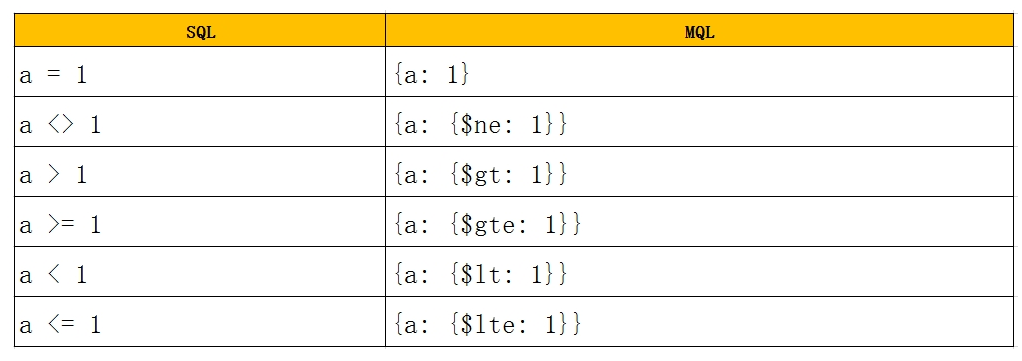 SQL MQL
a = 1 {a: 1}
a <> 1 {a: {$ne: 1}}
a > 1 {a: {$gt: 1}}
a >= 1 {a: {$gte: 1}}
a < 1 {a: {$lt: 1}}
a <= 1 {a: {$lte: 1}}